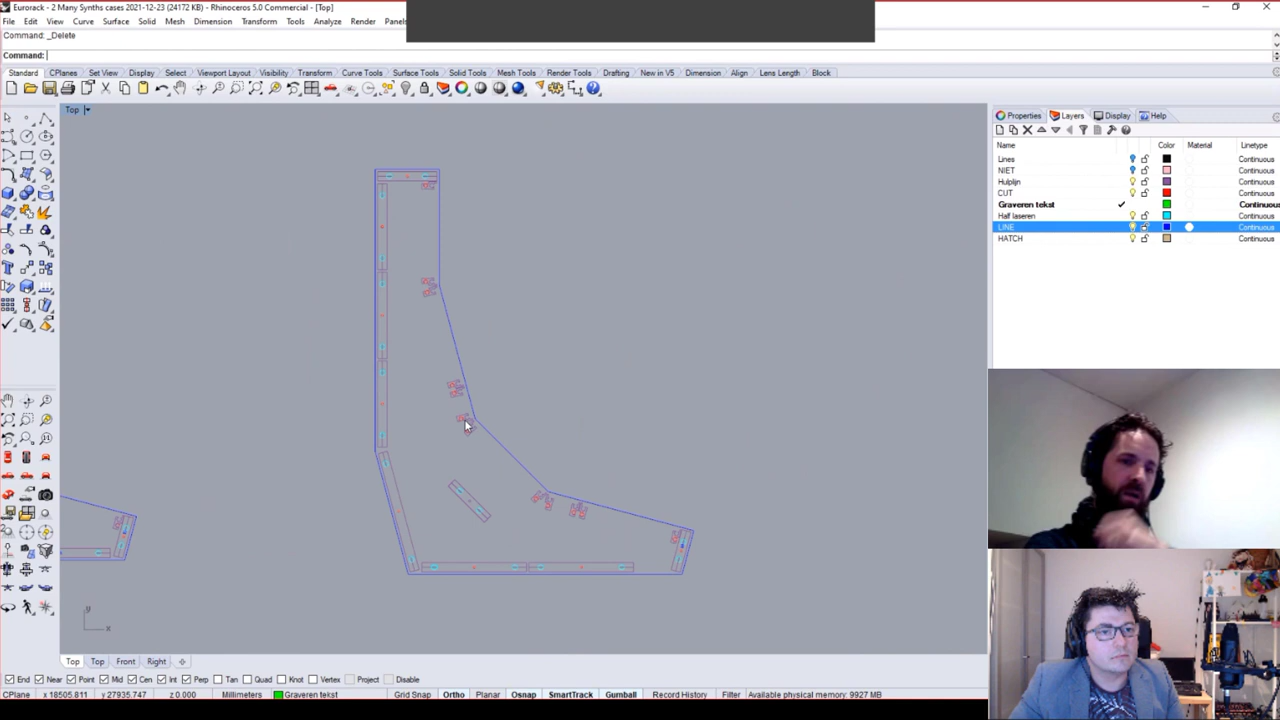 Eurorack - 2 Many Synths cases 2021-12-23 (24172 KB) - Rhinoceros 5.0 Commercial - [Top]
File Edit View Curve Surface Solid Mesh Dimension Transform Tools Analyze Render Panels
Command: _Delete
Command:
Standard CPlanes Set View Display Select Viewport Layout Visibility Transform Curve Tools Surface Tools Solid Tools Mesh Tools Render Tools Drafting New in V5 Dimension Align Lens Length Block
Top
Properties Layers Display Help
Name Color Material Linetype
Lines Continuous
NIET Continuous
Hulplijn Continuous
CUT Continuous
Graveren tekst Continuous
Half laseren Continuous
LINE Continuous
HATCH Continuous
y
x
Top Top Front Right
End Near Point Mid Cen Int Perp Tan Quad Knot Vertex Project Disable
CPlane x 18505.811 y 27935.747 z 0.000 Millimeters Graveren tekst Grid Snap Ortho Planar Osnap SmartTrack Gumball Record History Filter Available physical memory: 9927 MB